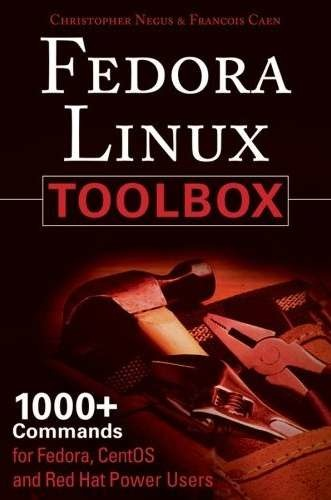 CHRISTOPHER NEGUS & FRANCOIS CAEN
FEDORA
LINUX
TOOLBOX
1000+
Commands
for Fedora, CentOS
and Red Hat Power Users